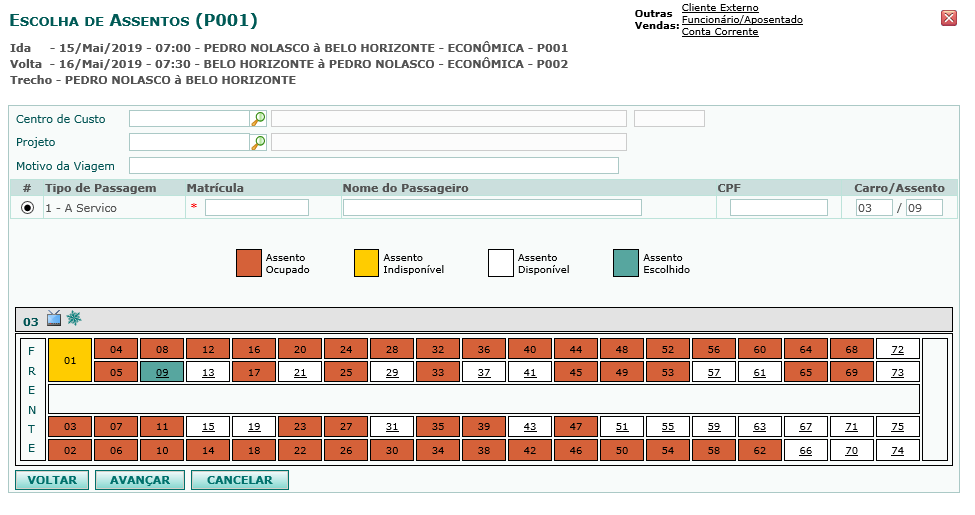 ESCOLHA DE ASSENTOS (P001)
Outras Vendas:
Cliente Externo
Funcionário/Aposentado
Conta Corrente
Ida - 15/Mai/2019 - 07:00 - PEDRO NOLASCO à BELO HORIZONTE - ECONÔMICA - P001
Volta - 16/Mai/2019 - 07:30 - BELO HORIZONTE à PEDRO NOLASCO - ECONÔMICA - P002
Trecho - PEDRO NOLASCO à BELO HORIZONTE
Centro de Custo
Projeto
Motivo da Viagem
# Tipo de Passagem Matrícula Nome do Passageiro CPF Carro/Assento
1 - A Servico * 03 / 09
Assento Ocupado
Assento Indisponível
Assento Disponível
Assento Escolhido
03
FRENTE
01 04 08 12 16 20 24 28 32 36 40 44 48 52 56 60 64 68 72
05 09 13 17 21 25 29 33 37 41 45 49 53 57 61 65 69 73
03 07 11 15 19 23 27 31 35 39 43 47 51 55 59 63 67 71 75
02 06 10 14 18 22 26 30 34 38 42 46 50 54 58 62 66 70 74
VOLTAR AVANÇAR CANCELAR